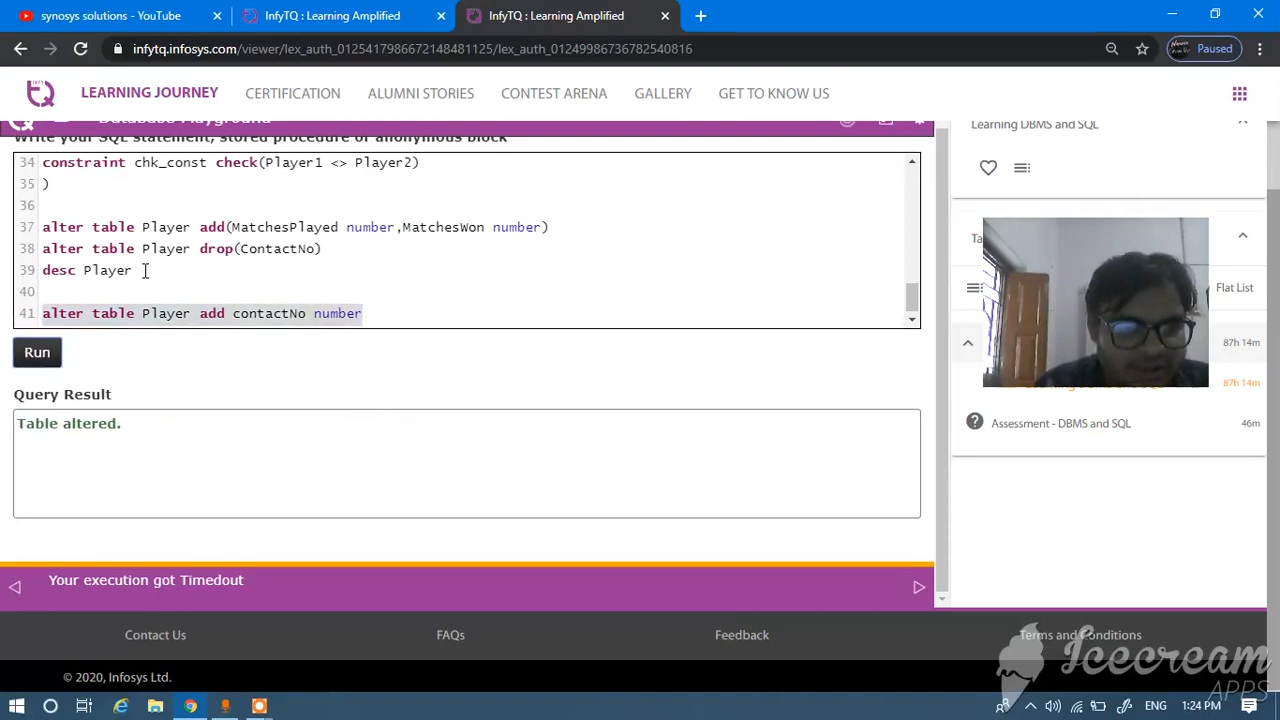 synosys solutions - YouTube
InfyTQ : Learning Amplified
InfyTQ : Learning Amplified
infytq.infosys.com/viewer/lex_auth_012541798667214848​1125/lex_auth_01249986736782540816
Paused
LEARNING JOURNEY
CERTIFICATION
ALUMNI STORIES
CONTEST ARENA
GALLERY
GET TO KNOW US
Database Playground
Write your SQL statement, stored procedure or anonymous block
34 constraint chk_const check(Player1 <> Player2)
35 )
36
37 alter table Player add(MatchesPlayed number,MatchesWon number)
38 alter table Player drop(ContactNo)
39 desc Player
40
41 alter table Player add contactNo number
Run
Query Result
Table altered.
Your execution got Timedout
Learning DBMS and SQL
Flat List
87h 14m
87h 14m
Assessment - DBMS and SQL
46m
Contact Us
FAQs
Feedback
Terms and Conditions
© 2020, Infosys Ltd.
Icecream
APPS
ENG
1:24 PM